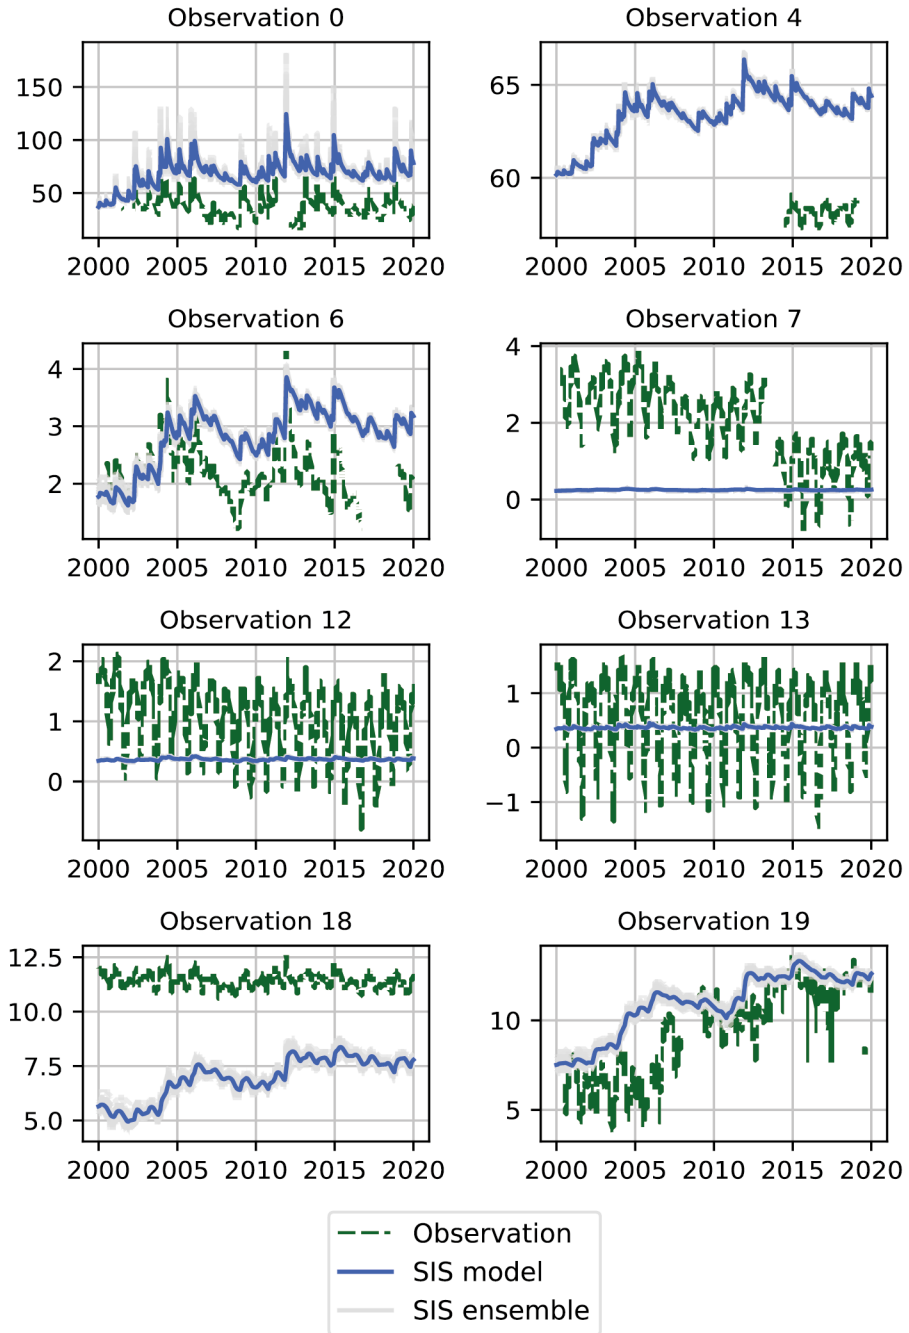 Observation 0
Observation 4
150
100
50
65
60
2000 2005 2010 2015 2020
2000 2005 2010 2015 2020
Observation 6
Observation 7
4
3
2
4
2
0
2000 2005 2010 2015 2020
2000 2005 2010 2015 2020
Observation 12
Observation 13
2
1
0
1
0
−1
2000 2005 2010 2015 2020
2000 2005 2010 2015 2020
Observation 18
Observation 19
12.5
10.0
7.5
5.0
10
5
2000 2005 2010 2015 2020
2000 2005 2010 2015 2020
Observation
SIS model
SIS ensemble